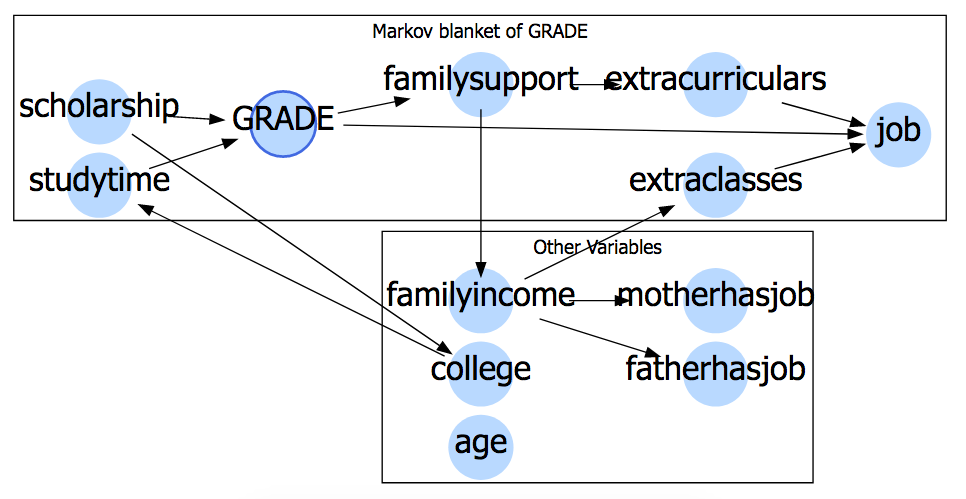 Markov blanket of GRADE
familysupport
extracurriculars
scholarship
GRADE
job
studytime
extraclasses
Other Variables
familyincome
motherhasjob
college
fatherhasjob
age